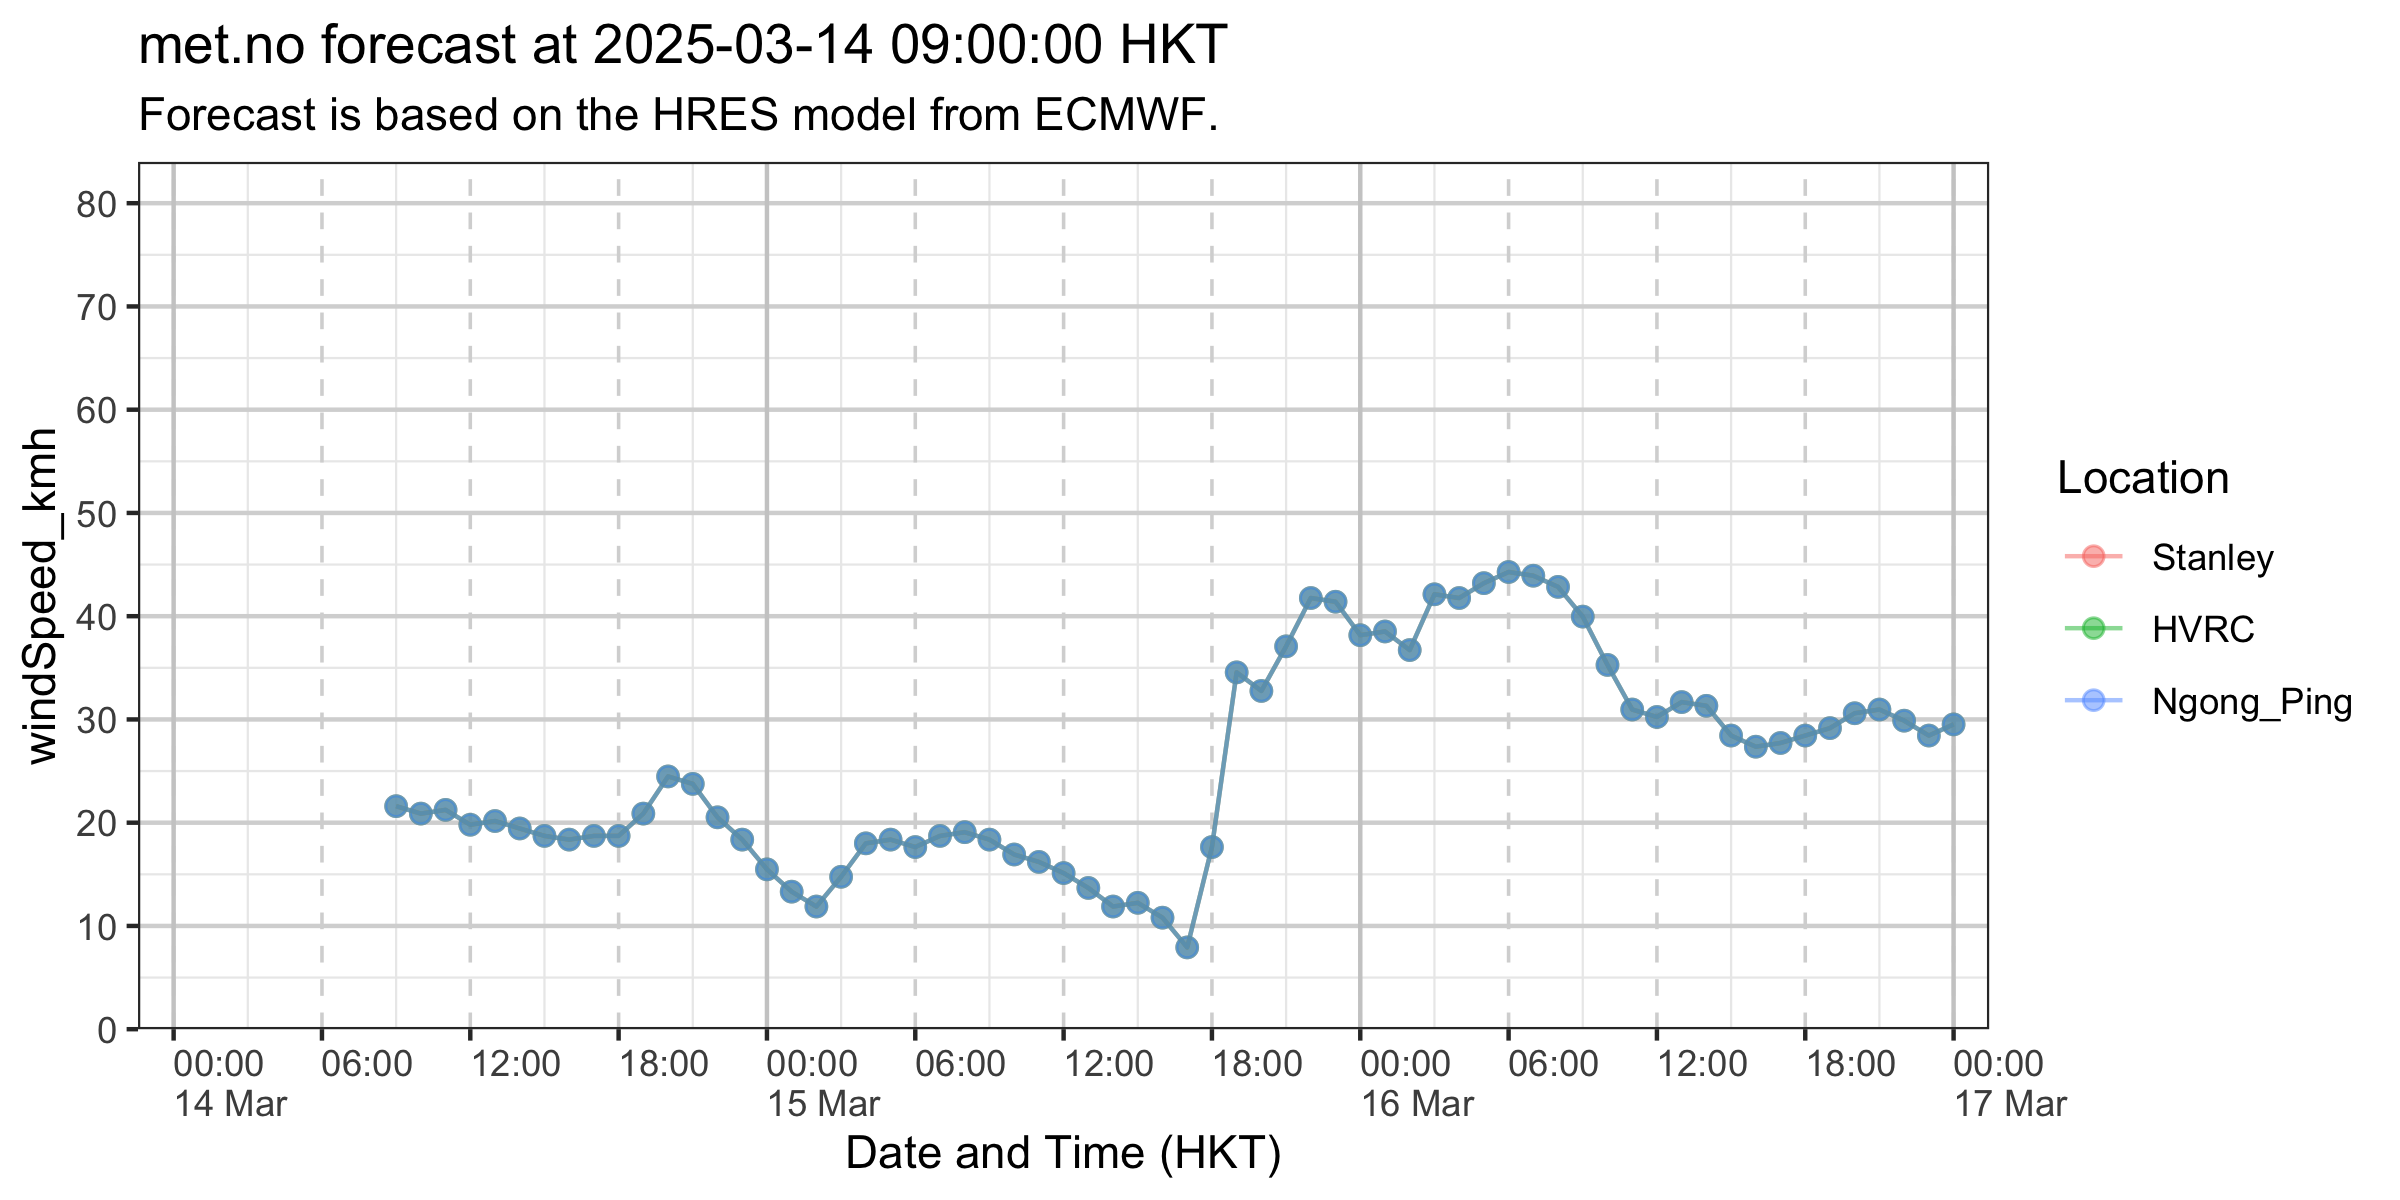 met.no forecast at 2025-03-14 09:00:00 HKT
Forecast is based on the HRES model from ECMWF.
windSpeed_kmh
80
70
60
50
40
30
20
10
0
00:00 06:00 12:00 18:00 00:00 06:00 12:00 18:00 00:00 06:00 12:00 18:00 00:00
14 Mar 15 Mar 16 Mar 17 Mar
Date and Time (HKT)
Location
Stanley
HVRC
Ngong_Ping